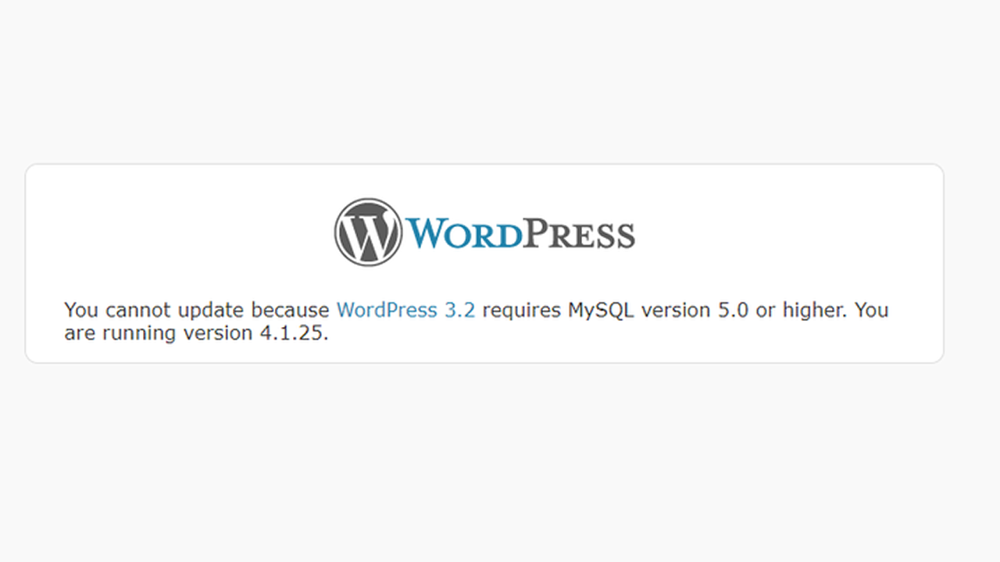 WORDPRESS
You cannot update because WordPress 3.2 requires MySQL version 5.0 or higher. You
are running version 4.1.25.